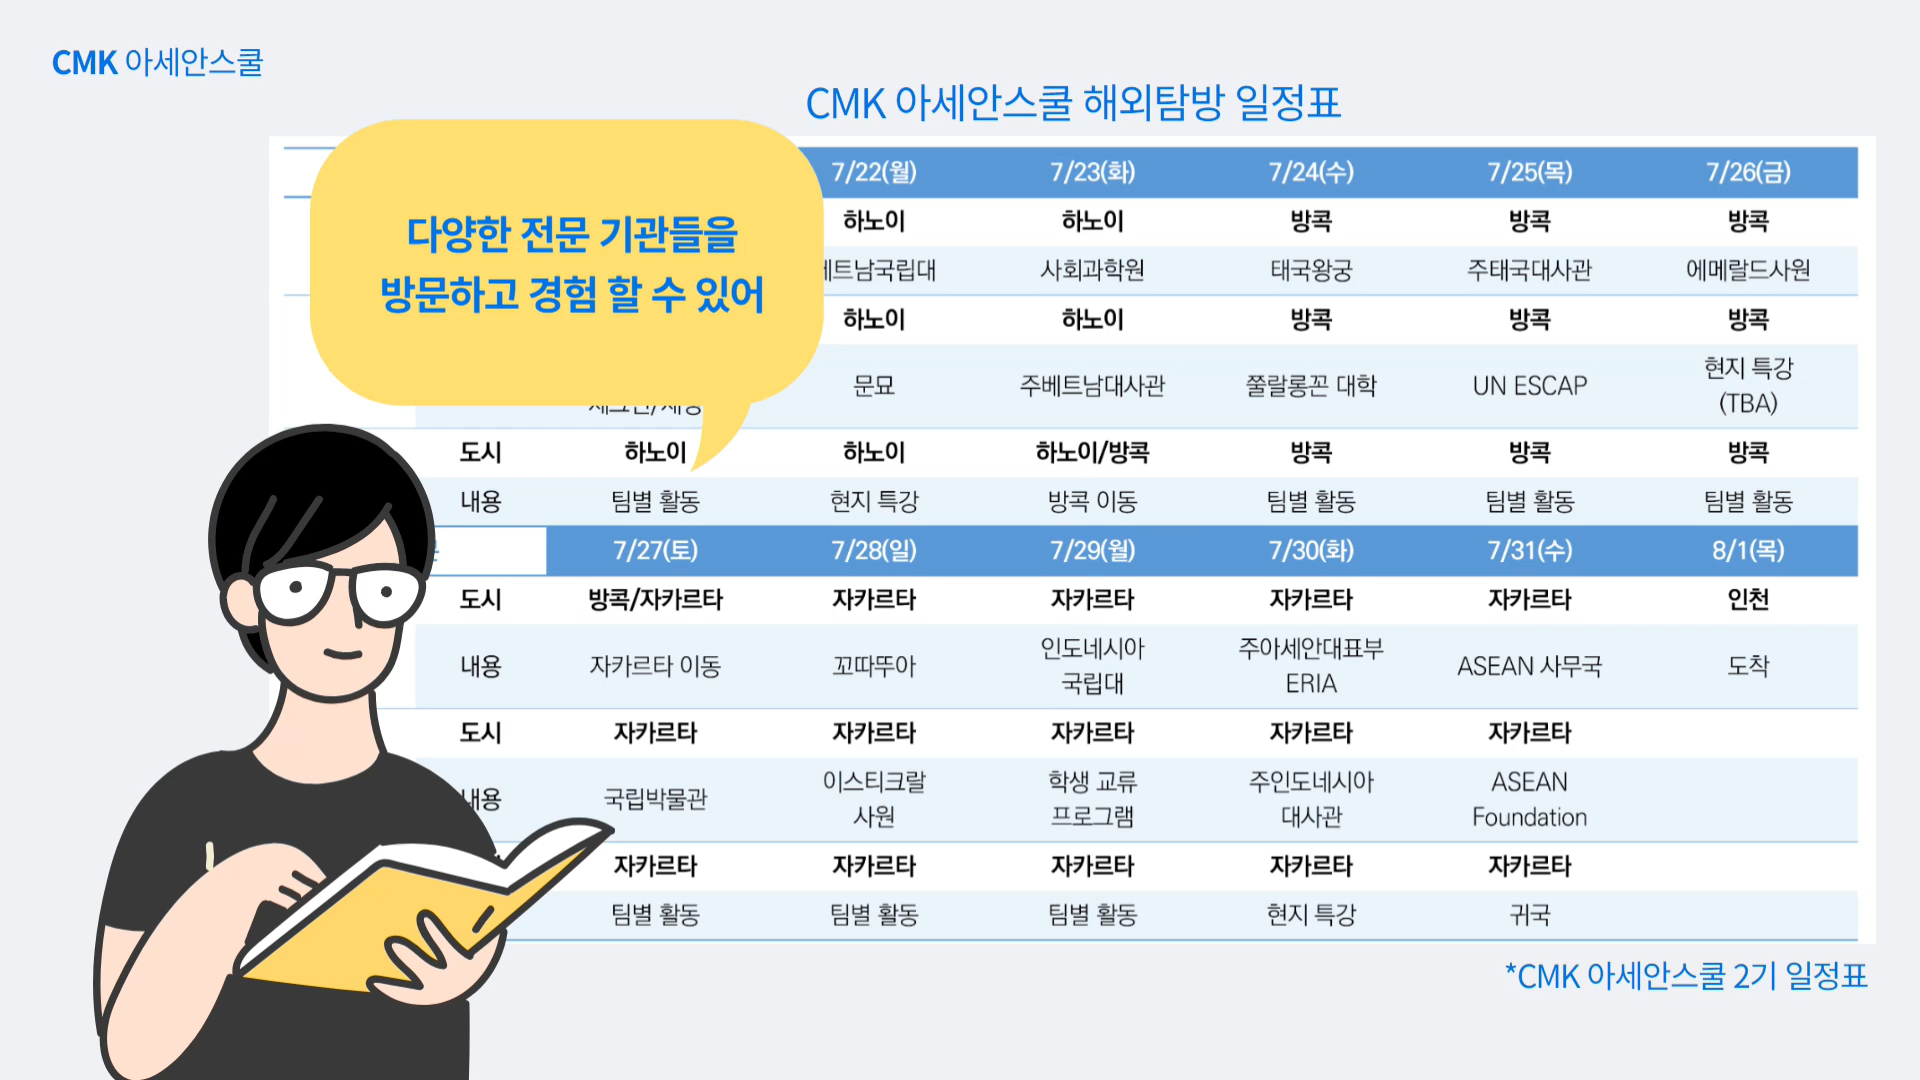 CMK 아세안스쿨
CMK 아세안스쿨 해외탐방 일정표
다양한 전문 기관들을
방문하고 경험 할 수 있어
7/22(월) 7/23(화) 7/24(수) 7/25(목) 7/26(금)
하노이 하노이 방콕 방콕 방콕
사회과학원 태국왕궁 주태국대사관 에메랄드사원
하노이 하노이 방콕 방콕 방콕
문묘 주베트남대사관 쭐랄롱꼰 대학 UN ESCAP 현지 특강
(TBA)
도시 하노이 하노이 하노이/방콕 방콕 방콕 방콕
내용 팀별 활동 현지 특강 방콕 이동 팀별 활동 팀별 활동 팀별 활동
7/27(토) 7/28(일) 7/29(월) 7/30(화) 7/31(수) 8/1(목)
도시 방콕/자카르타 자카르타 자카르타 자카르타 자카르타 인천
내용 자카르타 이동 꼬따뚜아 인도네시아 주아세안대표부 ASEAN 사무국 도착
국립대 ERIA
도시 자카르타 자카르타 자카르타 자카르타 자카르타
내용 국립박물관 이스티크랄 학생 교류 주인도네시아 ASEAN
사원 프로그램 대사관 Foundation
자카르타 자카르타 자카르타 자카르타 자카르타
팀별 활동 팀별 활동 팀별 활동 현지 특강 귀국
*CMK 아세안스쿨 2기 일정표